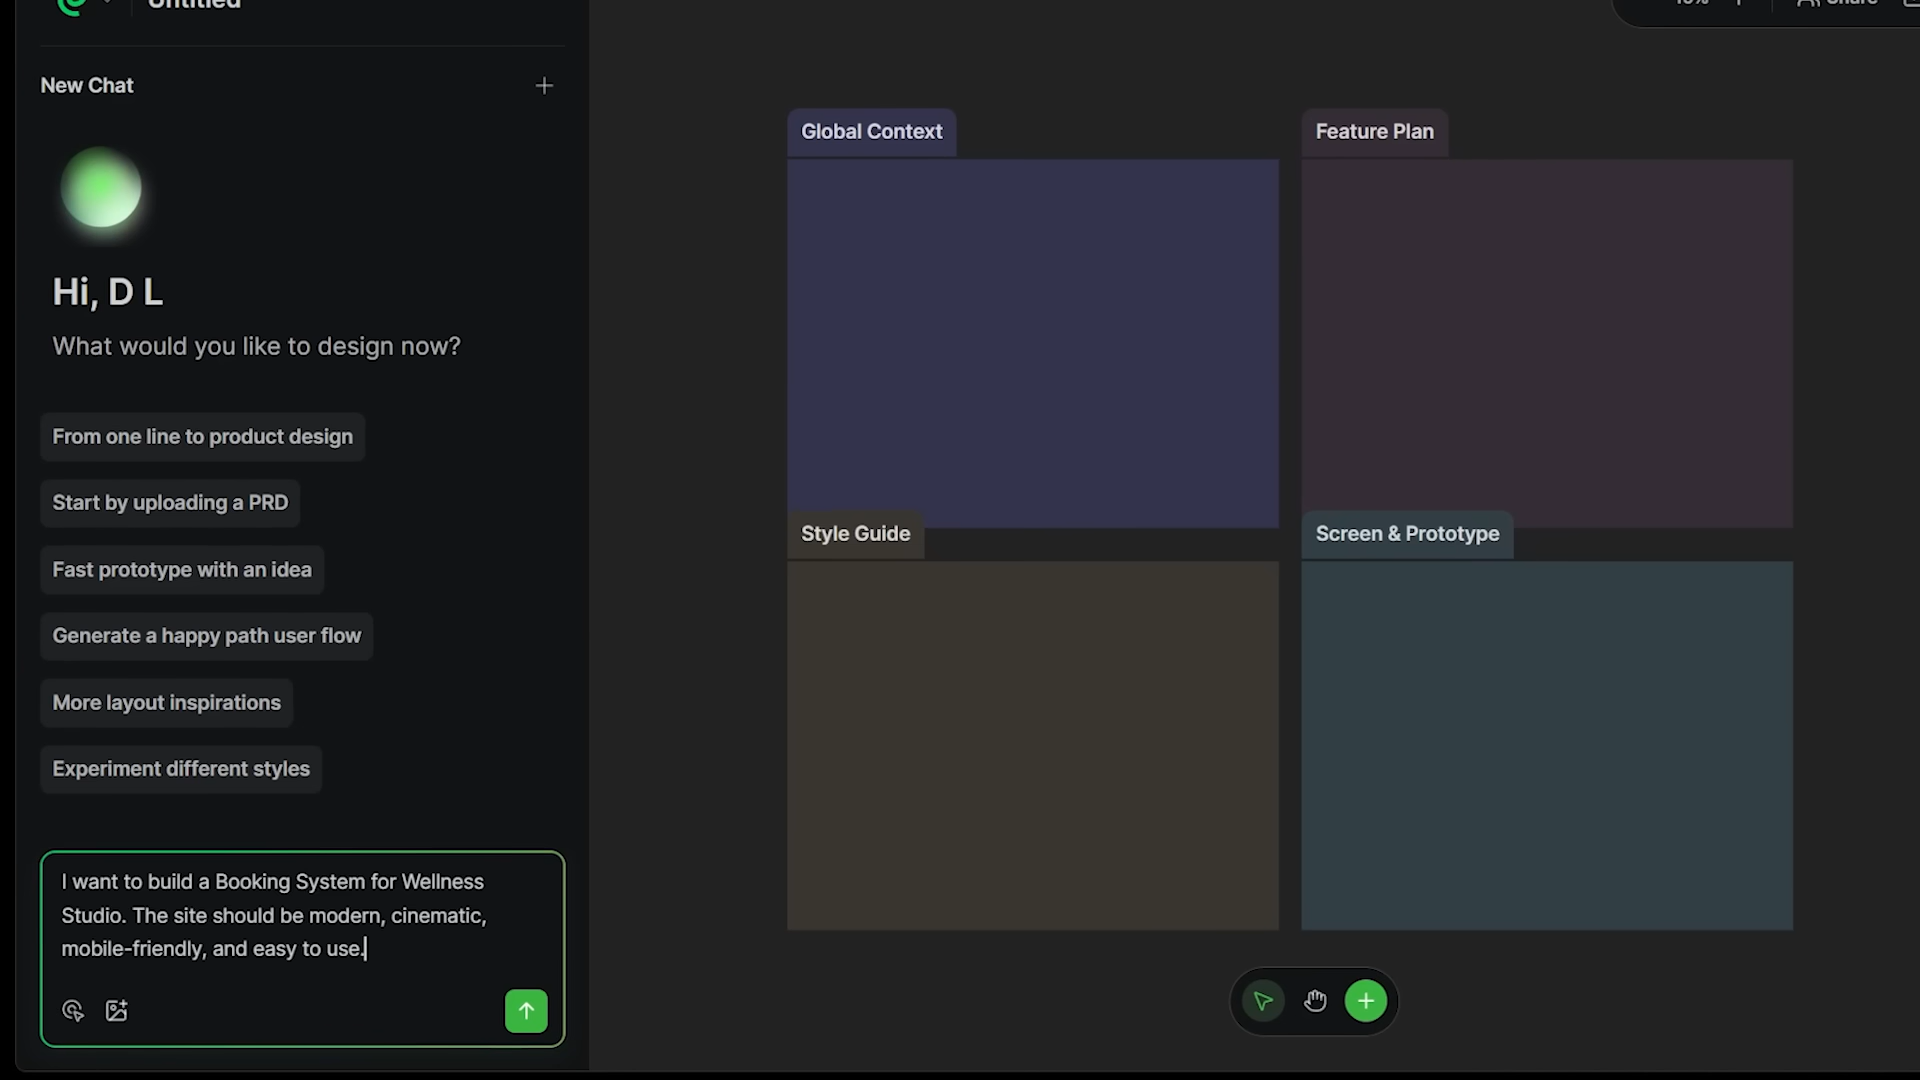 Untitled
Share
New Chat
Hi, D L
What would you like to design now?
From one line to product design
Start by uploading a PRD
Fast prototype with an idea
Generate a happy path user flow
More layout inspirations
Experiment different styles
I want to build a Booking System for Wellness
Studio. The site should be modern, cinematic,
mobile-friendly, and easy to use.
Global Context
Feature Plan
Style Guide
Screen & Prototype